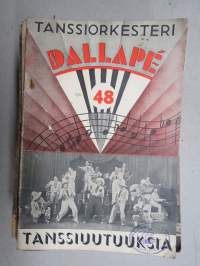 TANSSIORKESTERI
DALLAPÉ
48
TANSSIUUTUUKSIA